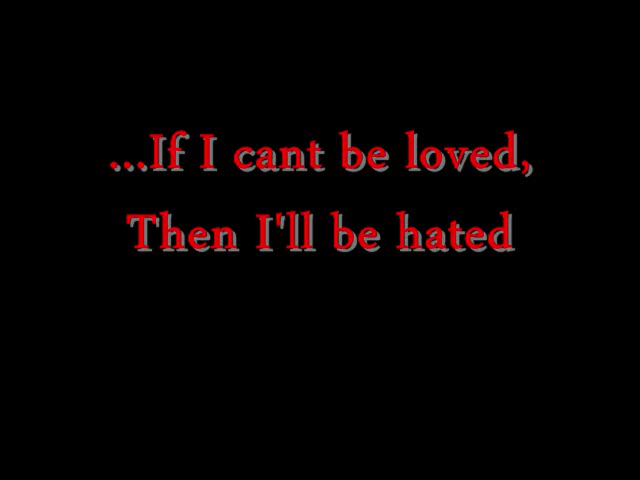 ...If I cant be loved,
Then I'll be hated